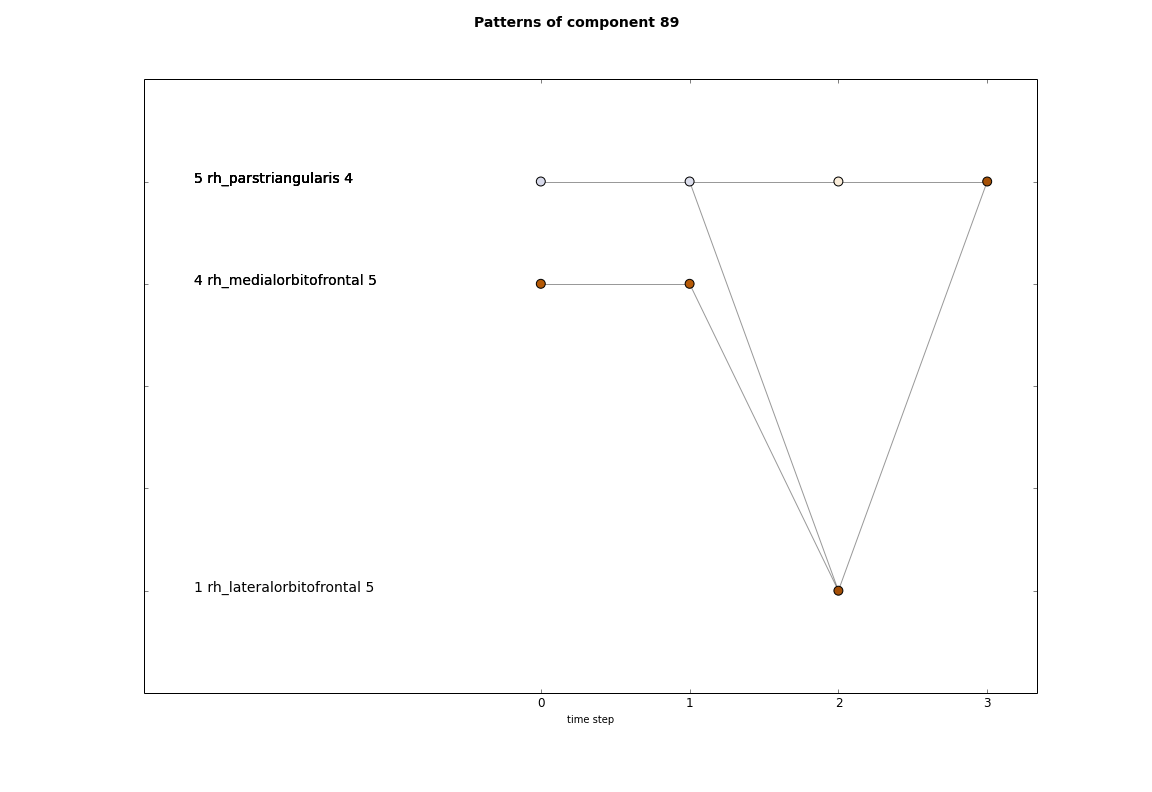 Patterns of component 89
5 rh_parstriangularis 4
4 rh_medialorbitofrontal 5
1 rh_lateralorbitofrontal 5
0 1 2 3
time step